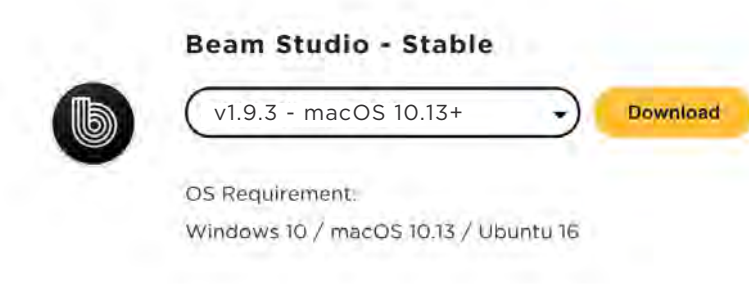 Beam Studio - Stable
v1.9.3 - macOS 10.13+
Download
OS Requirement:
Windows 10 / macOS 10.13 / Ubuntu 16